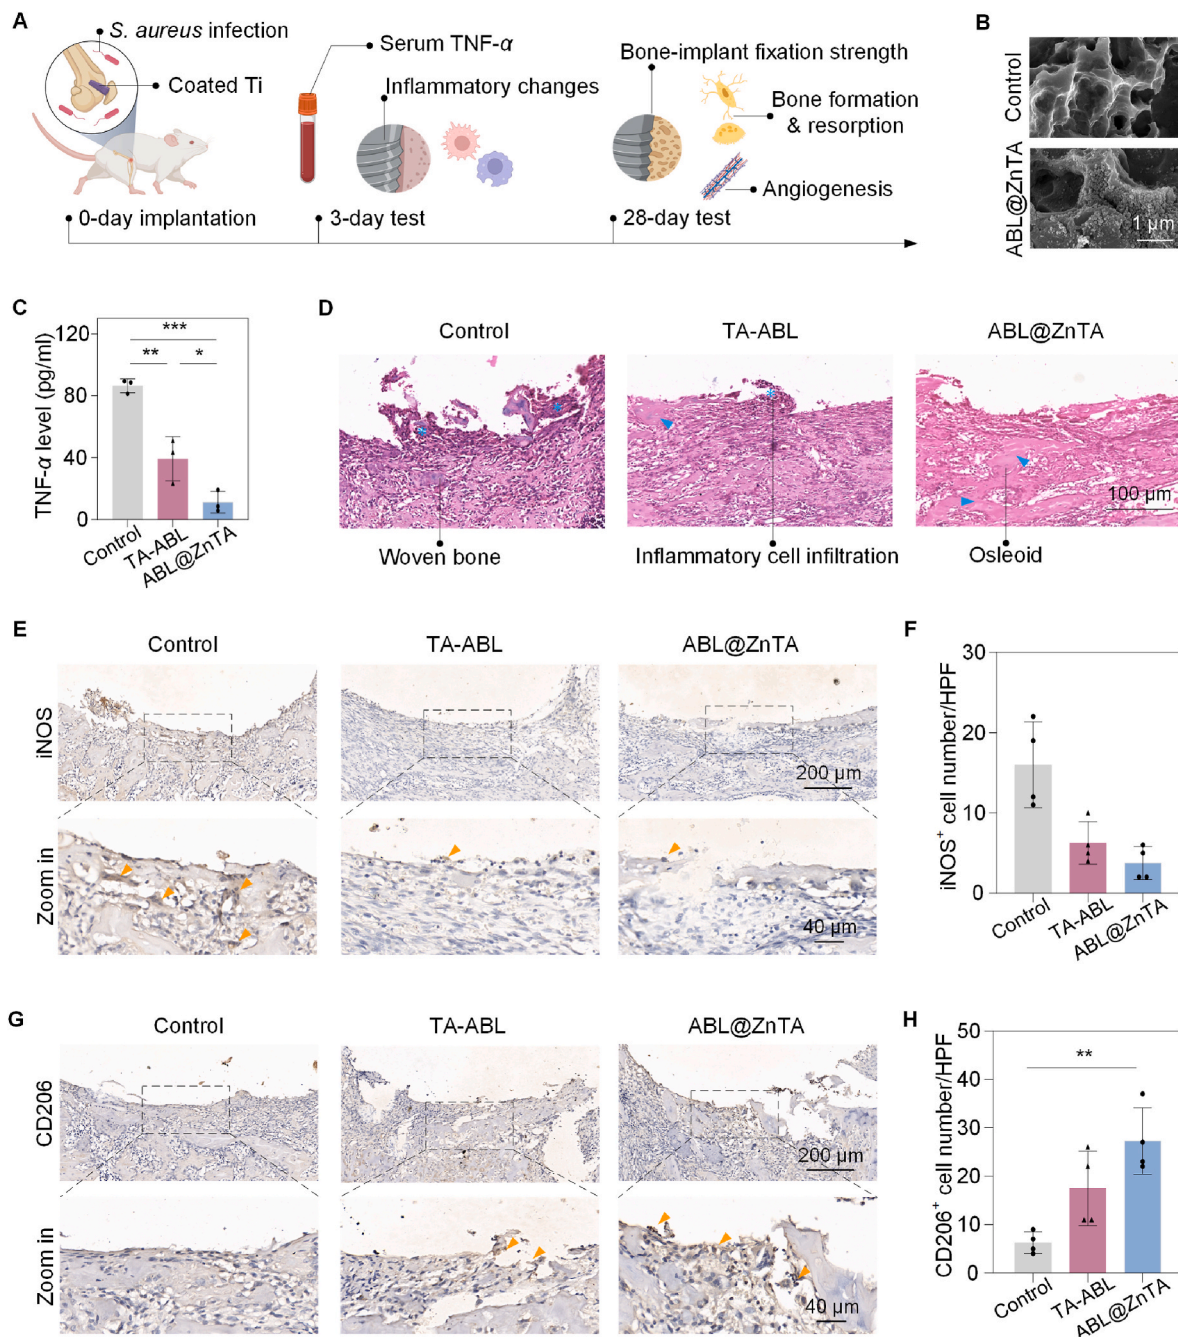 A
S. aureus infection
Coated Ti
Serum TNF-α
Inflammatory changes
Bone-implant fixation strength
Bone formation
& resorption
Angiogenesis
0-day implantation
3-day test
28-day test
B
Control
ABL@ZnTA
1 μm
C
TNF-α level (pg/ml)
120
80
40
0
***
**
*
Control
TA-ABL
ABL@ZnTA
D
Control
TA-ABL
ABL@ZnTA
*
*
*
100 μm
Woven bone
Inflammatory cell infiltration
Osleoid
E
Control
TA-ABL
ABL@ZnTA
iNOS
200 μm
Zoom in
40 μm
F
iNOS+ cell number/HPF
30
20
10
0
Control
TA-ABL
ABL@ZnTA
G
Control
TA-ABL
ABL@ZnTA
CD206
200 μm
Zoom in
40 μm
H
CD206+ cell number/HPF
50
40
30
20
10
0
**
Control
TA-ABL
ABL@ZnTA